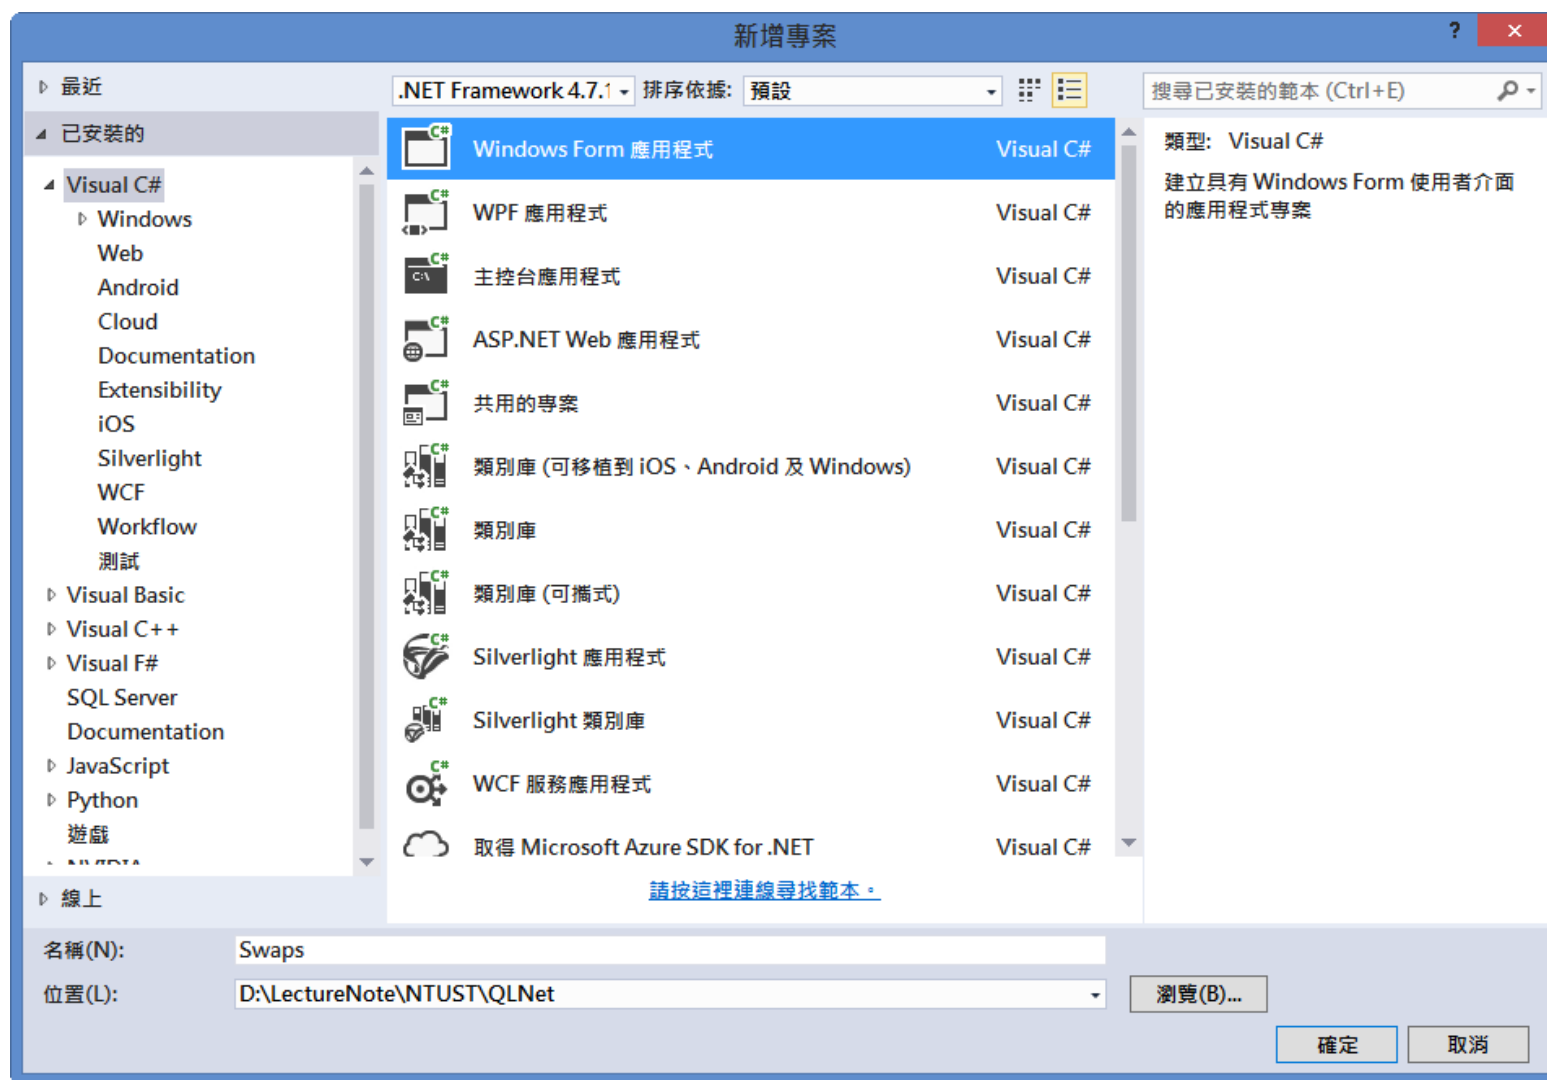 新增專案
?
最近
.NET Framework 4.7.1
排序依據:
預設
搜尋已安裝的範本 (Ctrl+E)
已安裝的
Visual C#
Windows
Web
Android
Cloud
Documentation
Extensibility
iOS
Silverlight
WCF
Workflow
測試
Visual Basic
Visual C++
Visual F#
SQL Server
Documentation
JavaScript
Python
遊戲
NVIDIA
線上
Windows Form 應用程式 Visual C#
WPF 應用程式 Visual C#
主控台應用程式 Visual C#
ASP.NET Web 應用程式 Visual C#
共用的專案 Visual C#
類別庫 (可移植到 iOS、Android 及 Windows) Visual C#
類別庫 Visual C#
類別庫 (可攜式) Visual C#
Silverlight 應用程式 Visual C#
Silverlight 類別庫 Visual C#
WCF 服務應用程式 Visual C#
取得 Microsoft Azure SDK for .NET Visual C#
請按這裡連線尋找範本。
類型: Visual C#
建立具有 Windows Form 使用者介面
的應用程式專案
名稱(N): Swaps
位置(L): D:\LectureNote\NTUST\QLNet
瀏覽(B)...
確定
取消